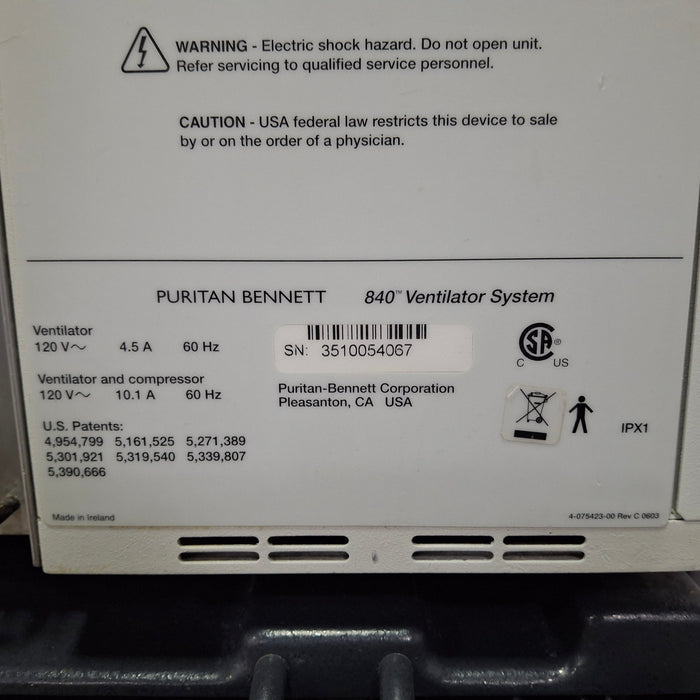 WARNING - Electric shock hazard. Do not open unit.
Refer servicing to qualified service personnel.
CAUTION - USA federal law restricts this device to sale
by or on the order of a physician.
PURITAN BENNETT 840™ Ventilator System
Ventilator
120 V~ 4.5 A 60 Hz
SN: 3510054067
Ventilator and compressor
120 V~ 10.1 A 60 Hz
Puritan-Bennett Corporation
Pleasanton, CA USA
SA ®
C US
U.S. Patents:
4,954,799 5,161,525 5,271,389
5,301,921 5,319,540 5,339,807
5,390,666
IPX1
Made in Ireland
4-075423-00 Rev C 0603